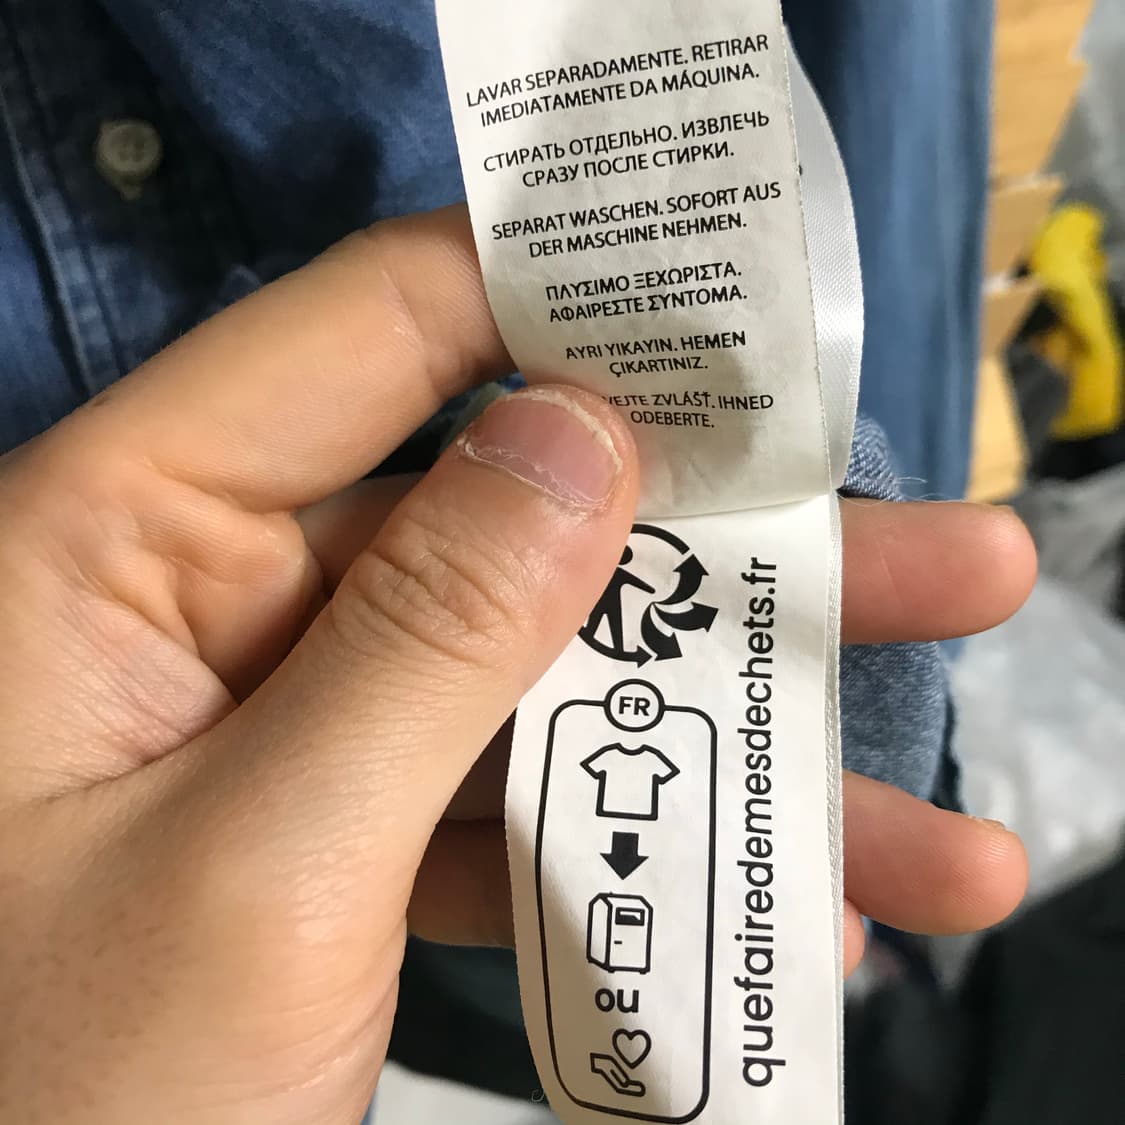 LAVAR SEPARADAMENTE. RETIRAR
IMEDIATAMENTE DA MÁQUINA.
СТИРАТЬ ОТДЕЛЬНО. ИЗВЛЕЧЬ
СРАЗУ ПОСЛЕ СТИРКИ.
SEPARAT WASCHEN. SOFORT AUS
DER MASCHINE NEHMEN.
ΠΛΥΣΙΜΟ ΞΕΧΩΡΙΣΤΑ.
ΑΦΑΙΡΕΣΤΕ ΣΥΝΤΟΜΑ.
AYRI YIKAYIN. HEMEN
ÇIKARTINIZ.
ZVLÁŠŤ. IHNED
ODEBERTE.
FR
ou
quefairedemesdechets.fr